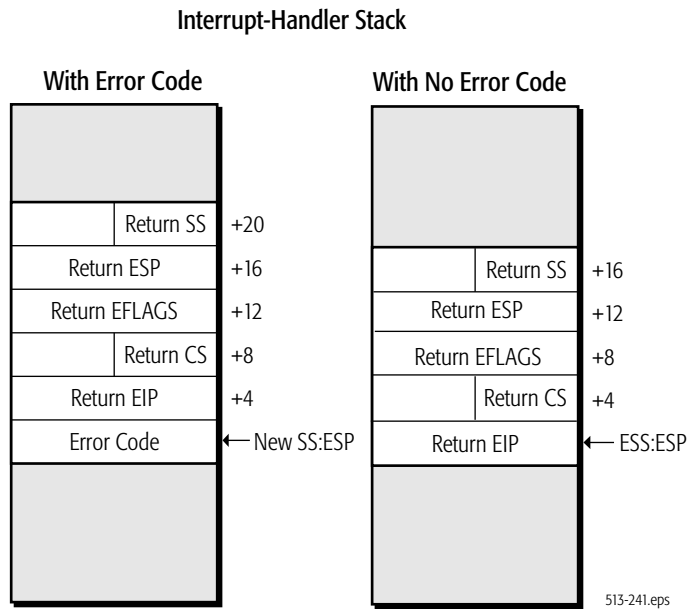 Interrupt-Handler Stack
With Error Code
With No Error Code
Return SS +20
Return ESP +16
Return EFLAGS +12
Return CS +8
Return EIP +4
Error Code New SS:ESP
Return SS +16
Return ESP +12
Return EFLAGS +8
Return CS +4
Return EIP ESS:ESP
513-241.eps